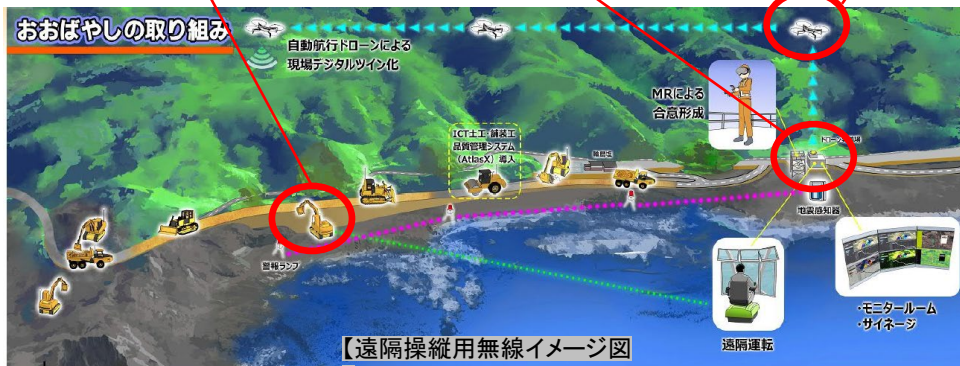 おおばやしの取り組み
自動航行ドローンによる
現場デジタルツイン化
MRによる
合意形成
ICT土工・舗装工
品質管理システム
(AtlasX)導入
地震感知器
警報ランプ
遠隔運転
・モニタールーム
・サイネージ
【遠隔操縦用無線イメージ図